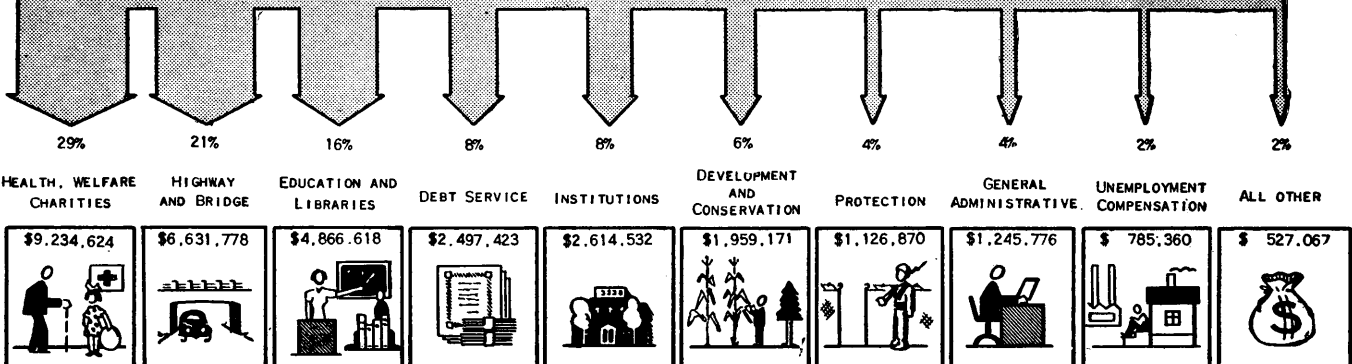 29%
21%
16%
8%
8%
6%
4%
4%
2%
2%
HEALTH, WELFARE
CHARITIES
HIGHWAY
AND BRIDGE
EDUCATION AND
LIBRARIES
DEBT SERVICE
INSTITUTIONS
DEVELOPMENT
AND
CONSERVATION
PROTECTION
GENERAL
ADMINISTRATIVE.
UNEMPLOYMENT
COMPENSATION
ALL OTHER
$9.234,624
$6,631,778
$4,866.618
$2.497,423
$2,614.532
$1,959,171
$1,126,870
$1,245.776
$ 785,360
$ 527.067
$